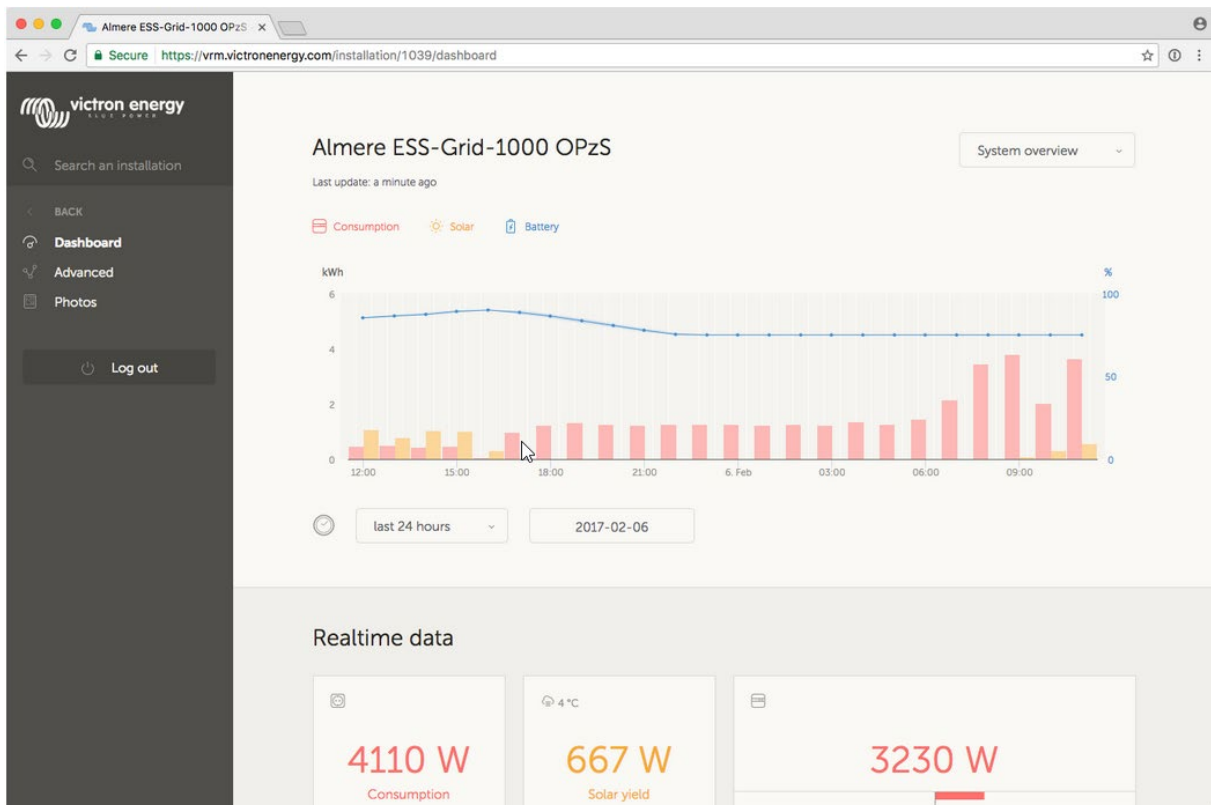 Almere ESS-Grid-1000 OPzS
Secure https://vrm.victronenergy.com/installation/1039/dashboard
victron energy
BLUE POWER
Search an installation
BACK
Dashboard
Advanced
Photos
Log out
Almere ESS-Grid-1000 OPzS
System overview
Last update: a minute ago
Consumption Solar Battery
kWh %
6 100
4
50
2
0 0
12:00 15:00 18:00 21:00 6. Feb 03:00 06:00 09:00
last 24 hours 2017-02-06
Realtime data
4 °C
4110 W 667 W 3230 W
Consumption Solar yield